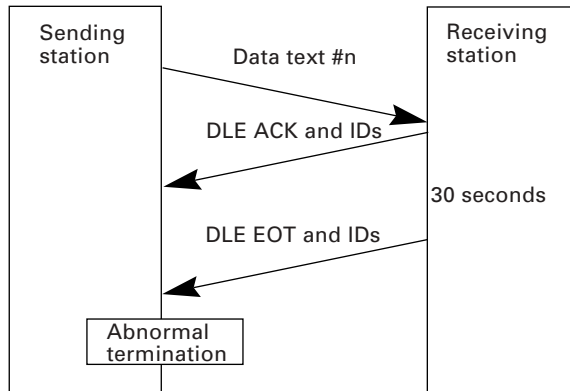 Sending
station
Receiving
station
Data text #n
DLE ACK and IDs
30 seconds
DLE EOT and IDs
Abnormal
termination